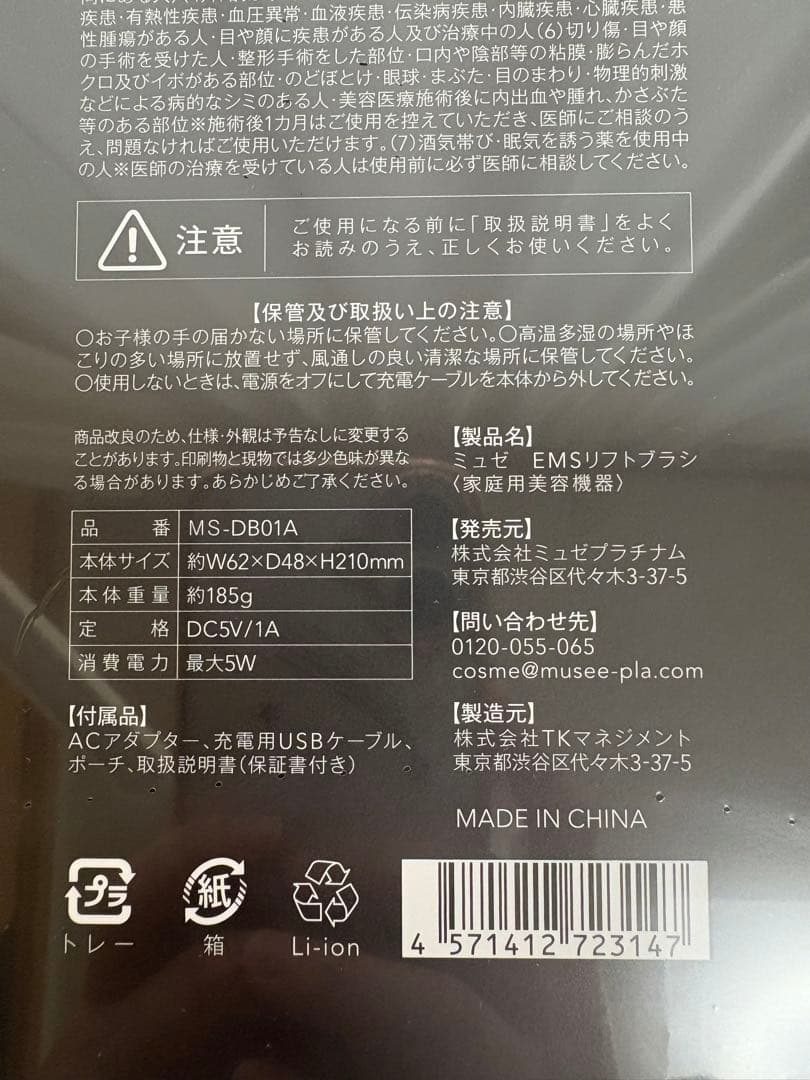 疾患・有熱性疾患・血圧異常・血液疾患・伝染病疾患・内臓疾患・心臓疾患・悪
性腫瘍がある人・目や顔に疾患がある人及び治療中の人(6)切り傷・目や顔
の手術を受けた人・整形手術をした部位・口内や陰部等の粘膜・膨らんだホ
クロ及びイボがある部位・のどぼとけ・眼球・まぶた・目のまわり・物理的刺激
などによる病的なシミのある人・美容医療施術後に内出血や腫れ、かさぶた
等のある部位※施術後1カ月はご使用を控えていただき、医師にご相談のう
え、問題なければご使用いただけます。(7)酒気帯び・眠気を誘う薬を使用中
の人※医師の治療を受けている人は使用前に必ず医師に相談してください。
注意
ご使用になる前に「取扱説明書」をよく
お読みのうえ、正しくお使いください。
【保管及び取扱い上の注意】
○お子様の手の届かない場所に保管してください。○高温多湿の場所やほ
こりの多い場所に放置せず、風通しの良い清潔な場所に保管してください。
○使用しないときは、電源をオフにして充電ケーブルを本体から外してください。
商品改良のため、仕様・外観は予告なしに変更する
ことがあります。印刷物と現物では多少色味が異な
る場合があります。あらかじめご了承ください。
品番 MS-DB01A
本体サイズ 約W62×D48×H210mm
本体重量 約185g
定格 DC5V/1A
消費電力 最大5W
【付属品】
ACアダプター、充電用USBケーブル、
ポーチ、取扱説明書(保証書付き)
【製品名】
ミュゼ EMSリフトブラシ
〈家庭用美容機器〉
【発売元】
株式会社ミュゼプラチナム
東京都渋谷区代々木3-37-5
【問い合わせ先】
0120-055-065
cosme@musee-pla.com
【製造元】
株式会社TKマネジメント
東京都渋谷区代々木3-37-5
MADE IN CHINA
プラ
トレー
紙
箱
Li-ion
4 571412 723147